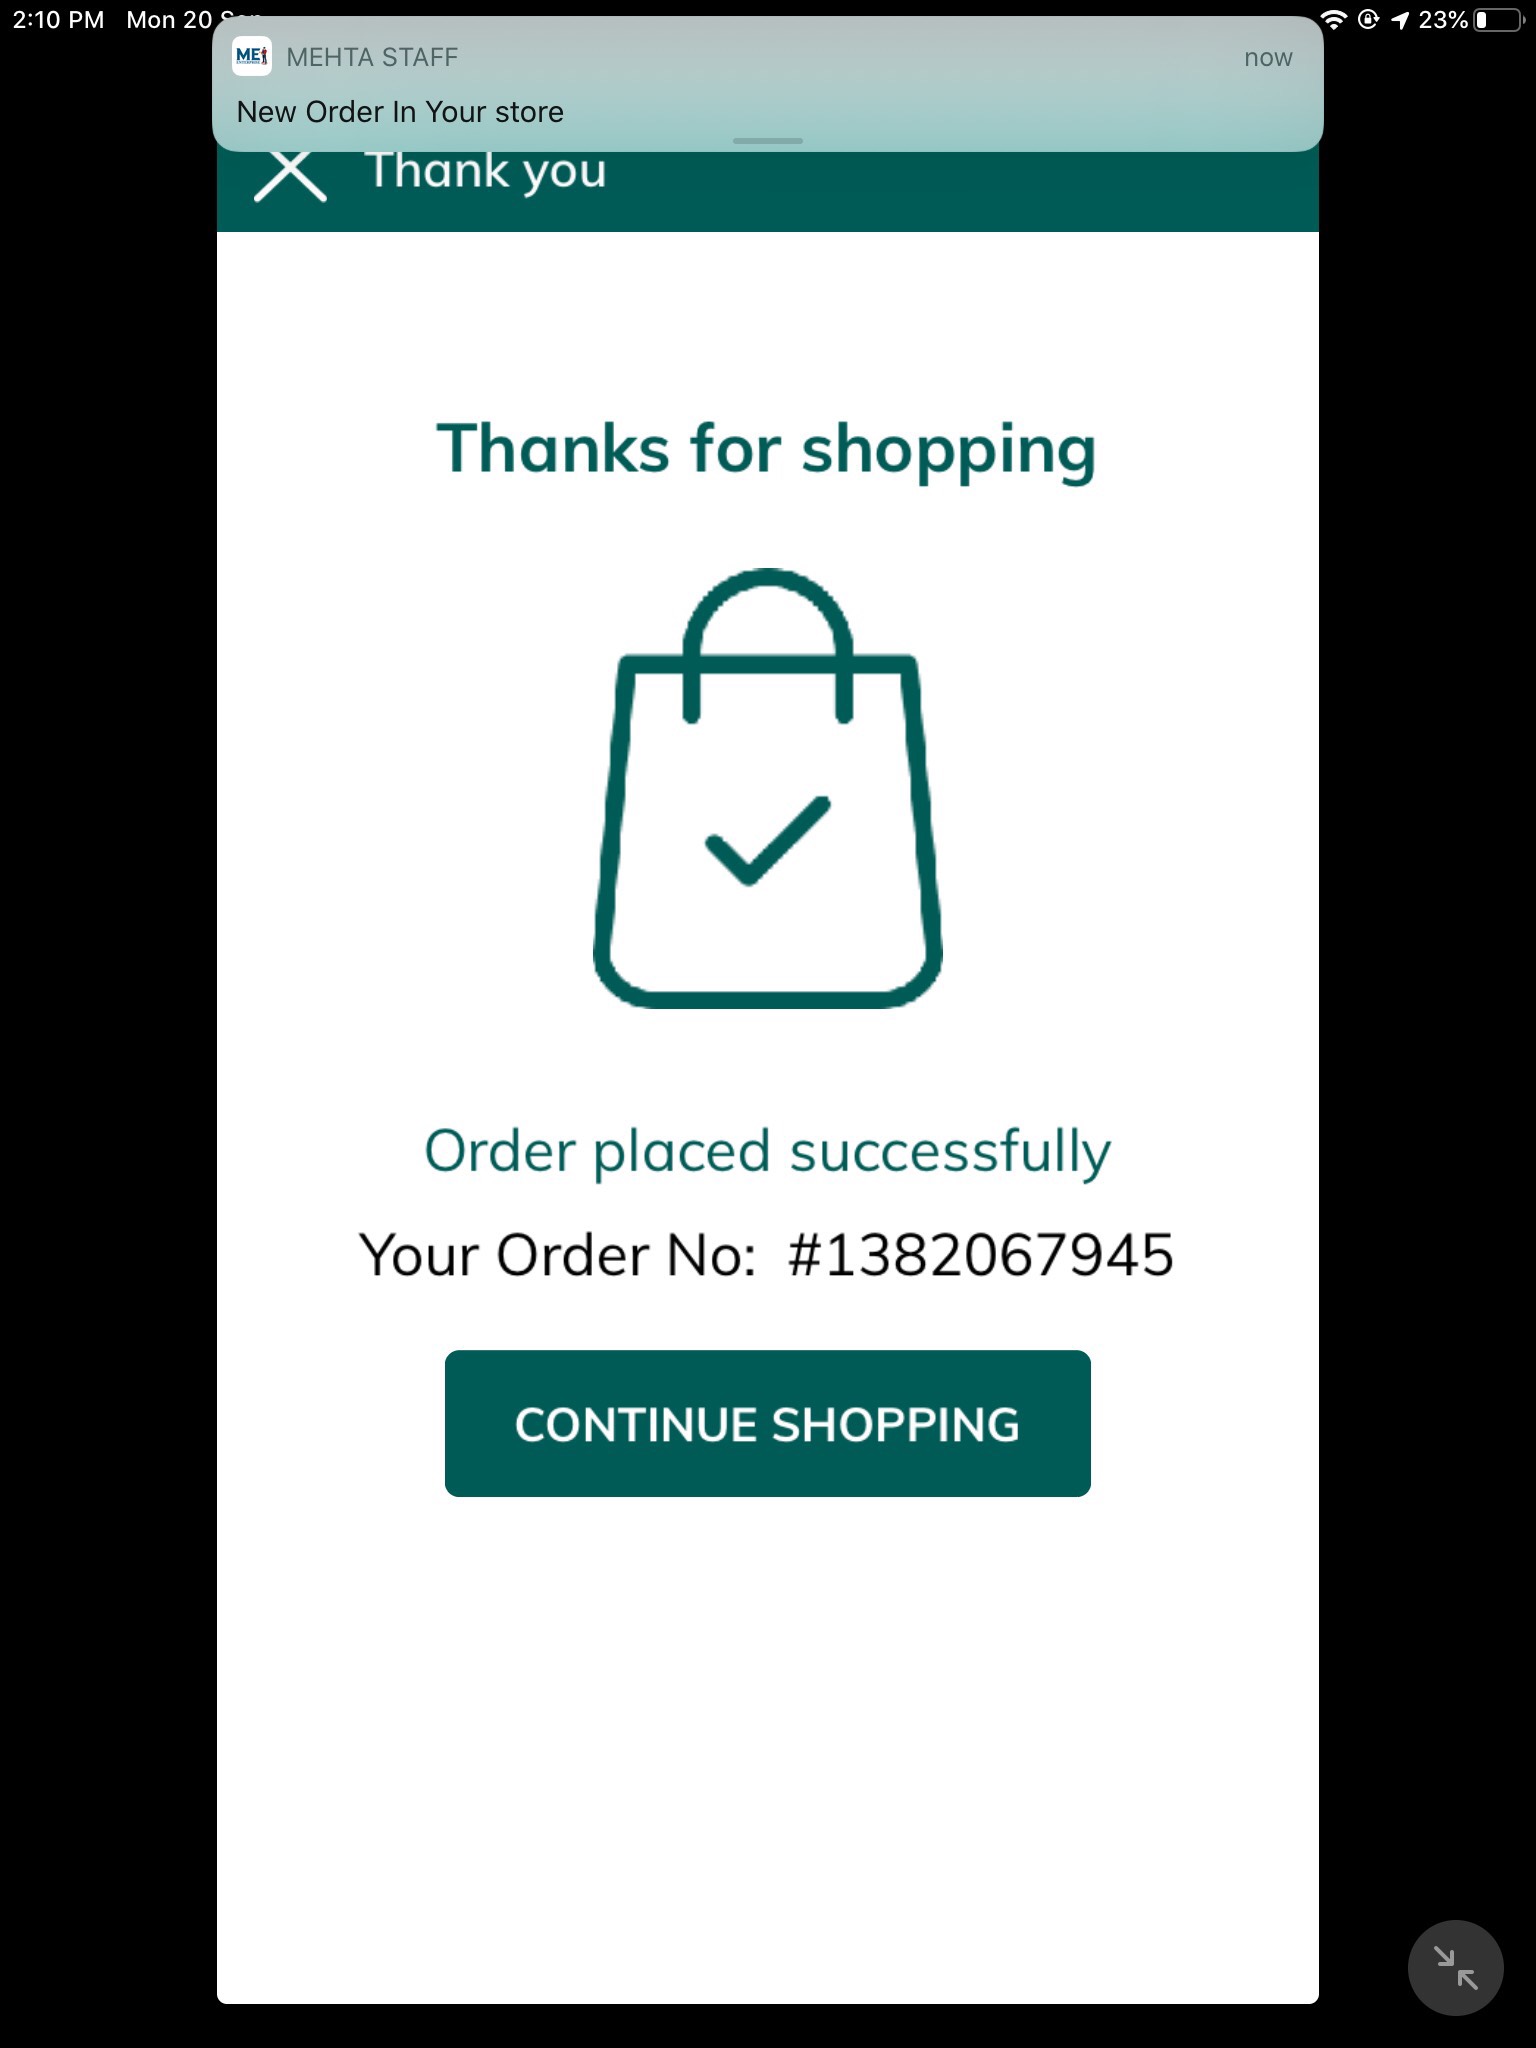 2:10 PM Mon 20 Sep
23%
ME
MEHTA STAFF
now
New Order In Your store
Thank you
Thanks for shopping
Order placed successfully
Your Order No: #1382067945
CONTINUE SHOPPING